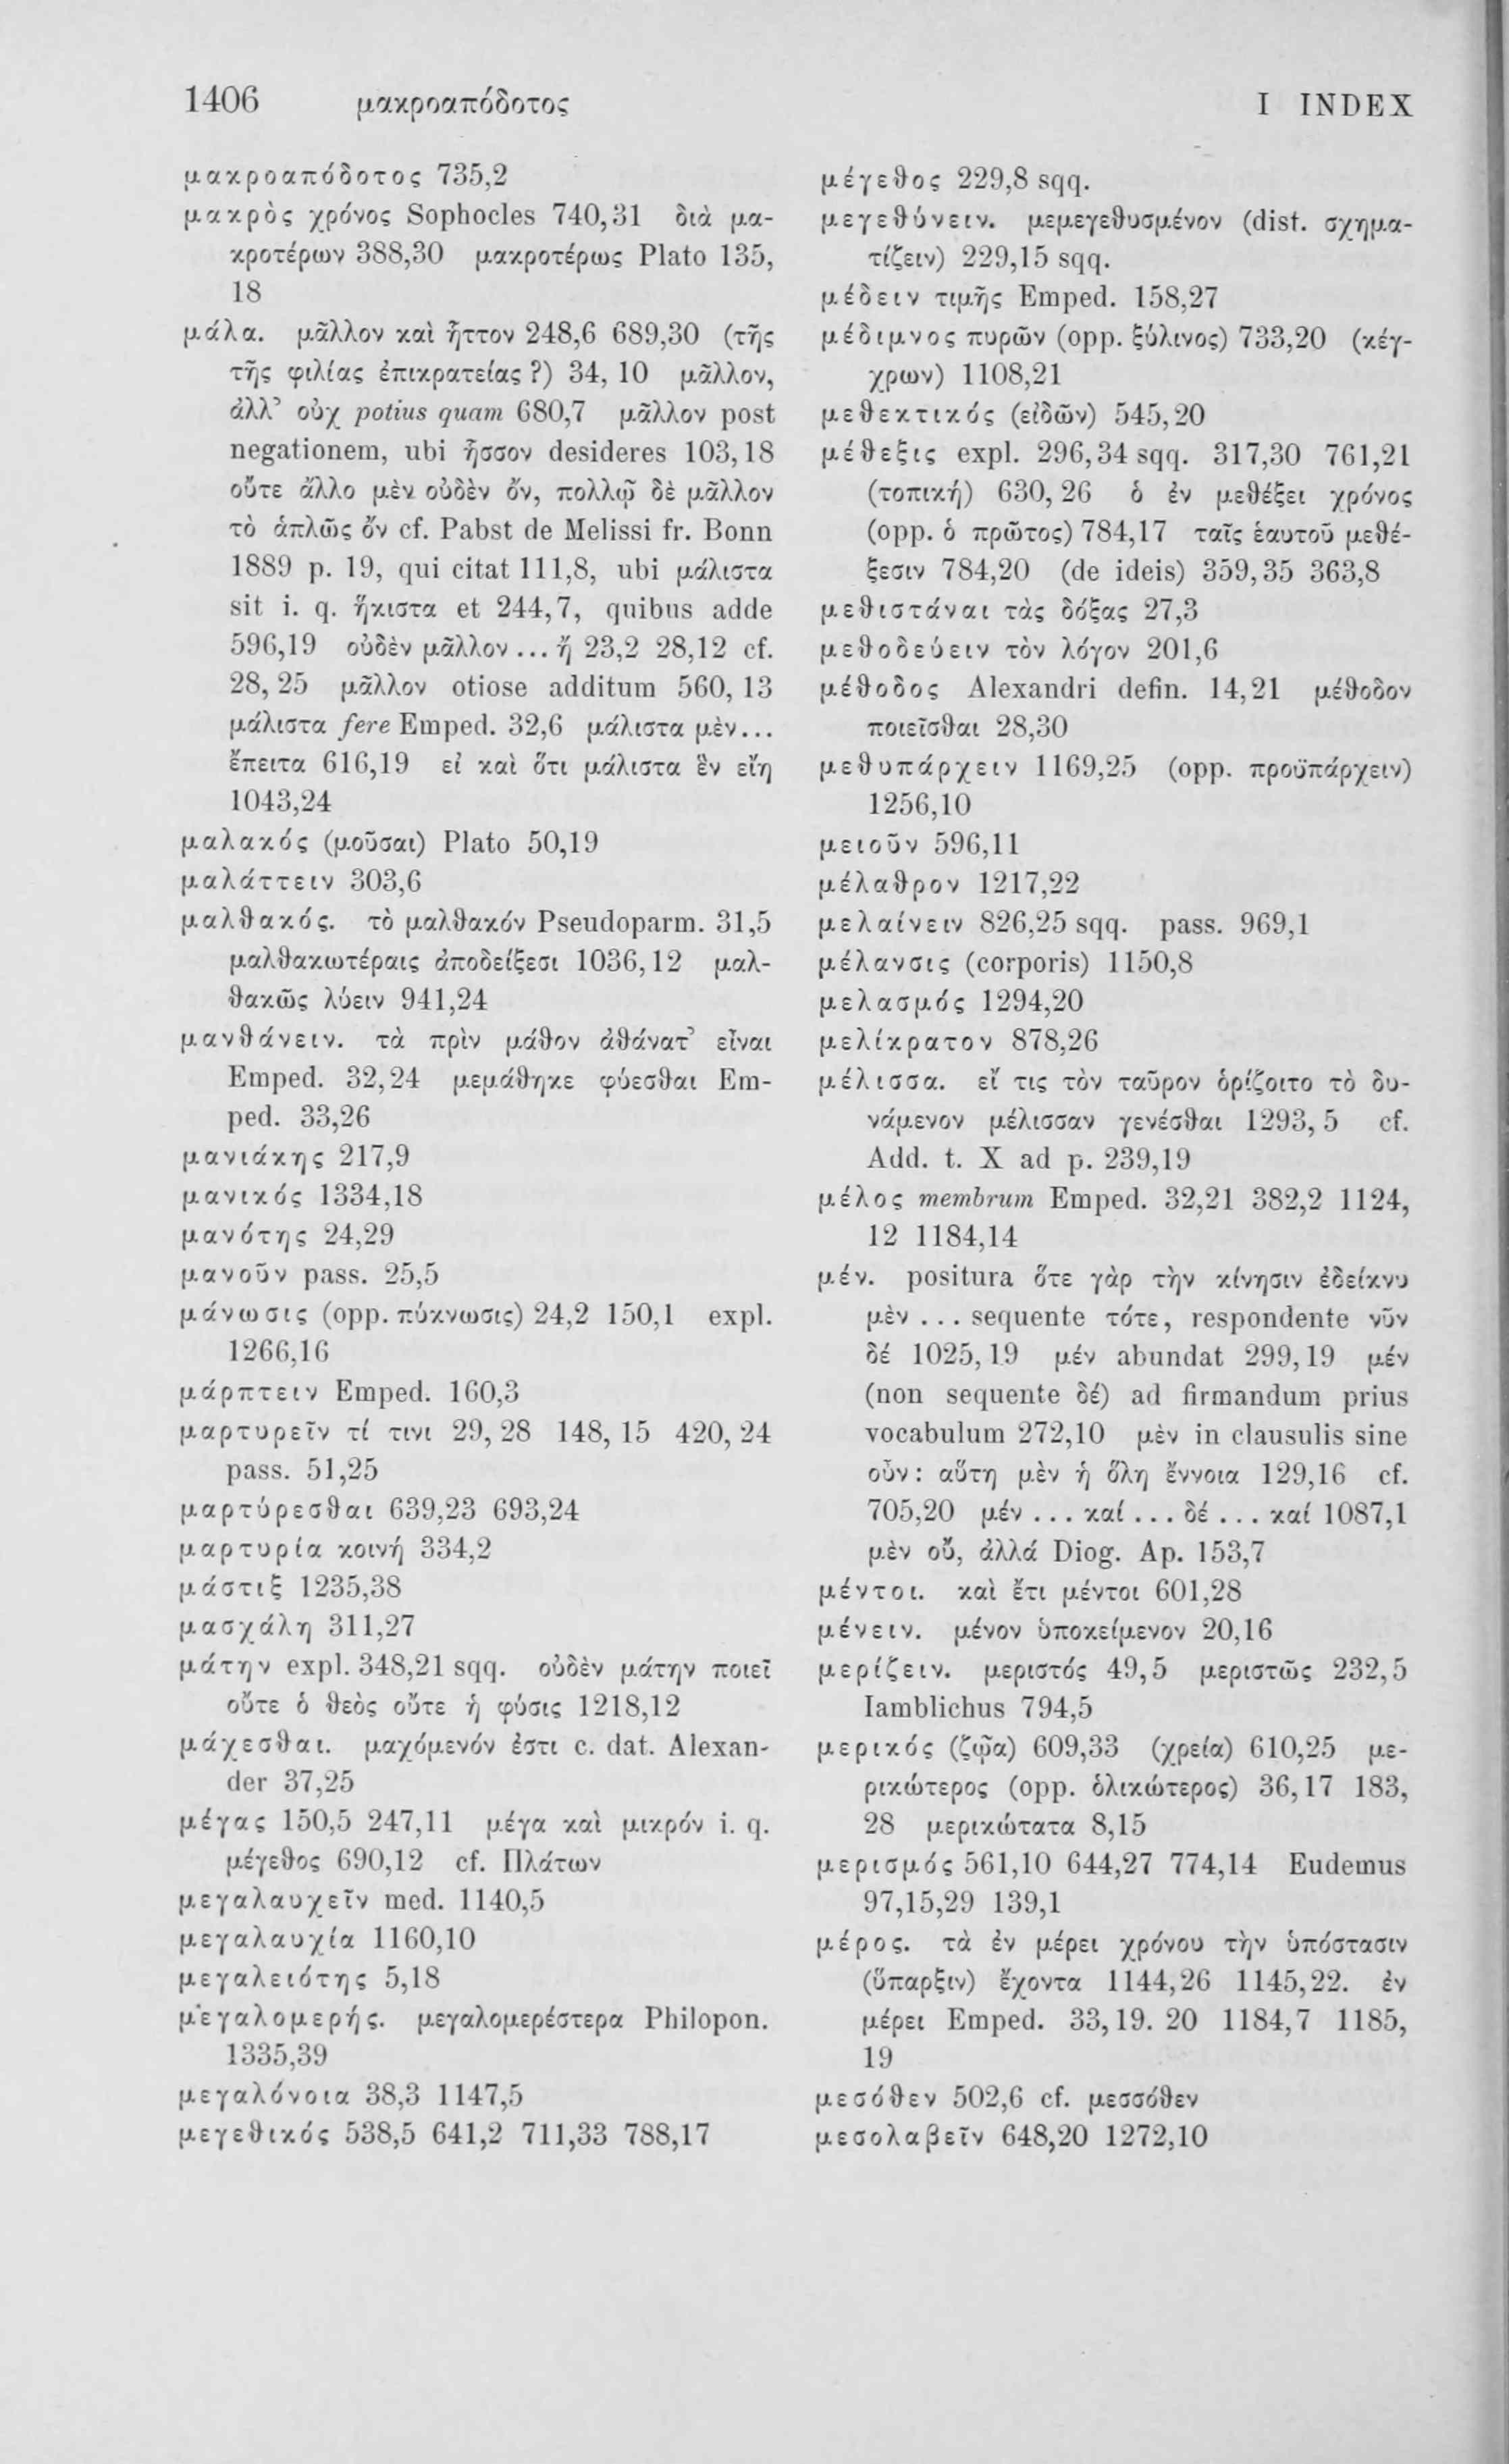 1406 μακροαπόδοτος I INDEX
μακροαπόδοτος 735,2
μακρὸς χρόνος Sophocles 740,31 διὰ μα-
κροτέρων 388,30 μακροτέρως Plato 135,
18
μάλα. μᾶλλον καὶ ἧττον 248,6 689,30 (τῆς
τῆς φιλίας ἐπικρατείας ?) 34, 10 μᾶλλον,
ἀλλ’ οὐχ potius quam 680,7 μᾶλλον post
negationem, ubi ἧσσον desideres 103,18
οὔτε ἄλλο μὲν οὐδὲν ὄν, πολλῷ δὲ μᾶλλον
τὸ ἁπλῶς ὄν cf. Pabst de Melissi fr. Bonn
1889 p. 19, qui citat 111,8, ubi μάλιστα
sit i. q. ἥκιστα et 244,7, quibus adde
596,19 οὐδὲν μᾶλλον ... ἤ 23,2 28,12 cf.
28, 25 μᾶλλον otiose additum 560, 13
μάλιστα fere Emped. 32,6 μάλιστα μὲν...
ἔπειτα 616,19 εἰ καὶ ὅτι μάλιστα ἓν εἴη
1043,24
μαλακός (μοῦσαι) Plato 50,19
μαλάττειν 303,6
μαλθακός. τὸ μαλθακόν Pseudoparm. 31,5
μαλθακωτέραις ἀποδείξεσι 1036,12 μαλ-
θακῶς λύειν 941,24
μανθάνειν. τὰ πρὶν μάθον ἀθάνατ’ εἶναι
Emped. 32,24 μεμάθηκε φύεσθαι Em-
ped. 33,26
μανιάκης 217,9
μανικός 1334,18
μανότης 24,29
μανοῦν pass. 25,5
μάνωσις (opp. πύκνωσις) 24,2 150,1 expl.
1266,16
μάρπτειν Emped. 160,3
μαρτυρεῖν τί τινι 29, 28 148, 15 420, 24
pass. 51,25
μαρτύρεσθαι 639,23 693,24
μαρτυρία κοινή 334,2
μάστιξ 1235,38
μασχάλη 311,27
μάτην expl. 348,21 sqq. οὐδὲν μάτην ποιεῖ
οὔτε ὁ θεὸς οὔτε ἡ φύσις 1218,12
μάχεσθαι. μαχόμενόν ἐστι c. dat. Alexan-
der 37,25
μέγας 150,5 247,11 μέγα καὶ μικρόν i. q.
μέγεθος 690,12 cf. Πλάτων
μεγαλαυχεῖν med. 1140,5
μεγαλαυχία 1160,10
μεγαλειότης 5,18
μεγαλομερής. μεγαλομερέστερα Philopon.
1335,39
μεγαλόνοια 38,3 1147,5
μεγεθικός 538,5 641,2 711,33 788,17
μέγεθος 229,8 sqq.
μεγεθύνειν. μεμεγεθυσμένον (dist. σχημα-
τίζειν) 229,15 sqq.
μέδειν τιμῆς Emped. 158,27
μέδιμνος πυρῶν (opp. ξύλινος) 733,20 (κέγ-
χρων) 1108,21
μεθεκτικός (εἰδῶν) 545,20
μέθεξις expl. 296,34 sqq. 317,30 761,21
(τοπική) 630, 26 ὁ ἐν μεθέξει χρόνος
(opp. ὁ πρῶτος) 784,17 ταῖς ἑαυτοῦ μεθέ-
ξεσιν 784,20 (de ideis) 359,35 363,8
μεθιστάναι τὰς δόξας 27,3
μεθοδεύειν τὸν λόγον 201,6
μέθοδος Alexandri defin. 14,21 μέθοδον
ποιεῖσθαι 28,30
μεθυπάρχειν 1169,25 (opp. προϋπάρχειν)
1256,10
μειοῦν 596,11
μέλαθρον 1217,22
μελαίνειν 826,25 sqq. pass. 969,1
μέλανσις (corporis) 1150,8
μελασμός 1294,20
μελίκρατον 878,26
μέλισσα. εἴ τις τὸν ταῦρον ὁρίζοιτο τὸ δυ-
νάμενον μέλισσαν γενέσθαι 1293, 5 cf.
Add. t. X ad p. 239,19
μέλος membrum Emped. 32,21 382,2 1124,
12 1184,14
μέν. positura ὅτε γὰρ τὴν κίνησιν ἐδείκνυ
μὲν ... sequente τότε, respondente νῦν
δέ 1025,19 μέν abundat 299,19 μέν
(non sequente δέ) ad firmandum prius
vocabulum 272,10 μὲν in clausulis sine
οὖν: αὕτη μὲν ἡ ὅλη ἔννοια 129,16 cf.
705,20 μέν ... καί ... δέ ... καί 1087,1
μὲν οὔ, ἀλλά Diog. Ap. 153,7
μέντοι. καὶ ἔτι μέντοι 601,28
μένειν. μένον ὑποκείμενον 20,16
μερίζειν. μεριστός 49,5 μεριστῶς 232,5
Iamblichus 794,5
μερικός (ζῷα) 609,33 (χρεία) 610,25 με-
ρικώτερος (opp. ὁλικώτερος) 36,17 183,
28 μερικώτατα 8,15
μερισμός 561,10 644,27 774,14 Eudemus
97,15,29 139,1
μέρος. τὰ ἐν μέρει χρόνου τὴν ὑπόστασιν
(ὕπαρξιν) ἔχοντα 1144,26 1145,22. ἐν
μέρει Emped. 33,19. 20 1184,7 1185,
19
μεσόθεν 502,6 cf. μεσσόθεν
μεσολαβεῖν 648,20 1272,10